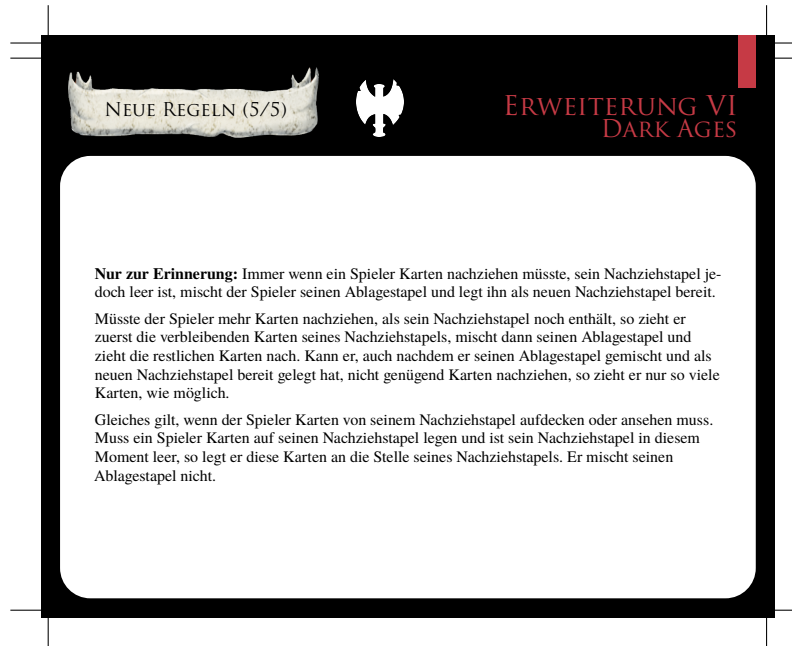 Neue Regeln (5/5)
Erweiterung VI
Dark Ages
Nur zur Erinnerung: Immer wenn ein Spieler Karten nachziehen müsste, sein Nachziehstapel je-
doch leer ist, mischt der Spieler seinen Ablagestapel und legt ihn als neuen Nachziehstapel bereit.
Müsste der Spieler mehr Karten nachziehen, als sein Nachziehstapel noch enthält, so zieht er
zuerst die verbleibenden Karten seines Nachziehstapels, mischt dann seinen Ablagestapel und
zieht die restlichen Karten nach. Kann er, auch nachdem er seinen Ablagestapel gemischt und als
neuen Nachziehstapel bereit gelegt hat, nicht genügend Karten nachziehen, so zieht er nur so viele
Karten, wie möglich.
Gleiches gilt, wenn der Spieler Karten von seinem Nachziehstapel aufdecken oder ansehen muss.
Muss ein Spieler Karten auf seinen Nachziehstapel legen und ist sein Nachziehstapel in diesem
Moment leer, so legt er diese Karten an die Stelle seines Nachziehstapels. Er mischt seinen
Ablagestapel nicht.